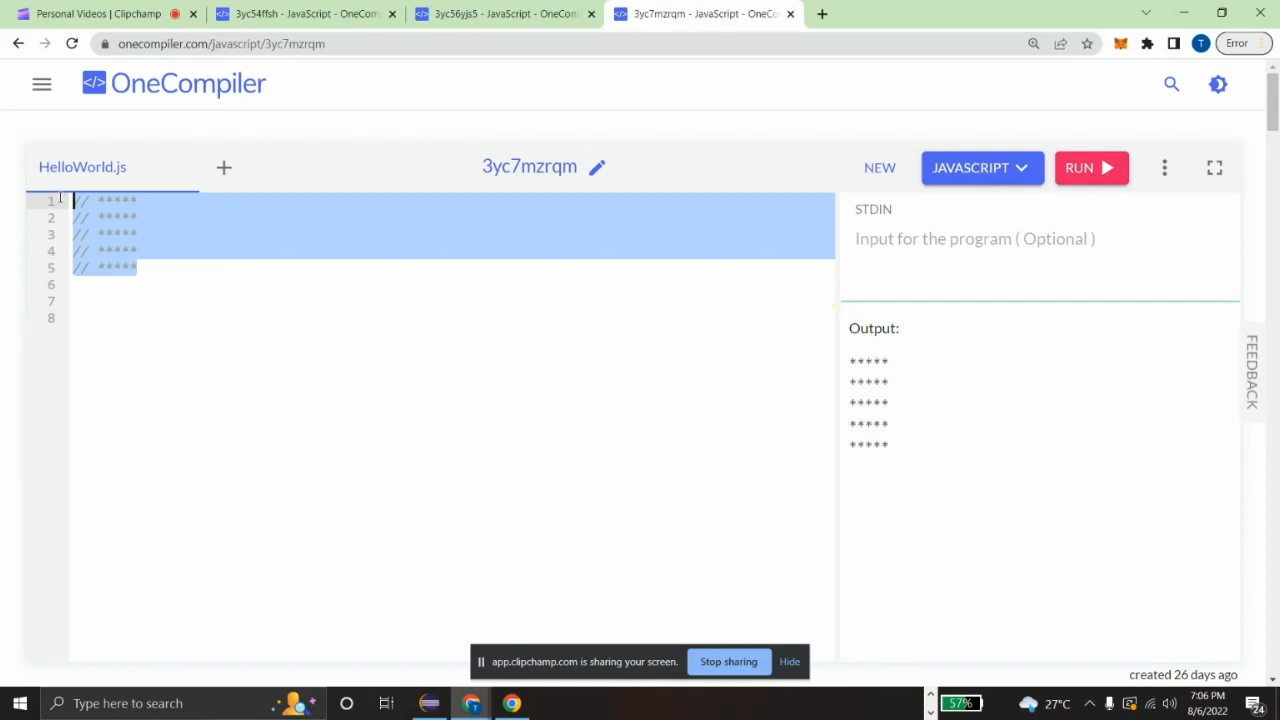 Personal Videos | Clipchamp
3yc54ffsh - JavaScript - OneComp
3yc56yjs5 - JavaScript - OneCom
3yc7mzrqm - JavaScript - OneCo
onecompiler.com/javascript/3yc7mzrqm
T
Error
</> OneCompiler
HelloWorld.js
+
3yc7mzrqm
NEW
JAVASCRIPT
RUN
1 // *****
2 // *****
3 // *****
4 // *****
5 // *****
6
7
8
STDIN
Input for the program ( Optional )
Output:
*****
*****
*****
*****
*****
FEEDBACK
app.clipchamp.com is sharing your screen.
Stop sharing
Hide
created 26 days ago
Type here to search
57%
27°C
7:06 PM
8/6/2022
24